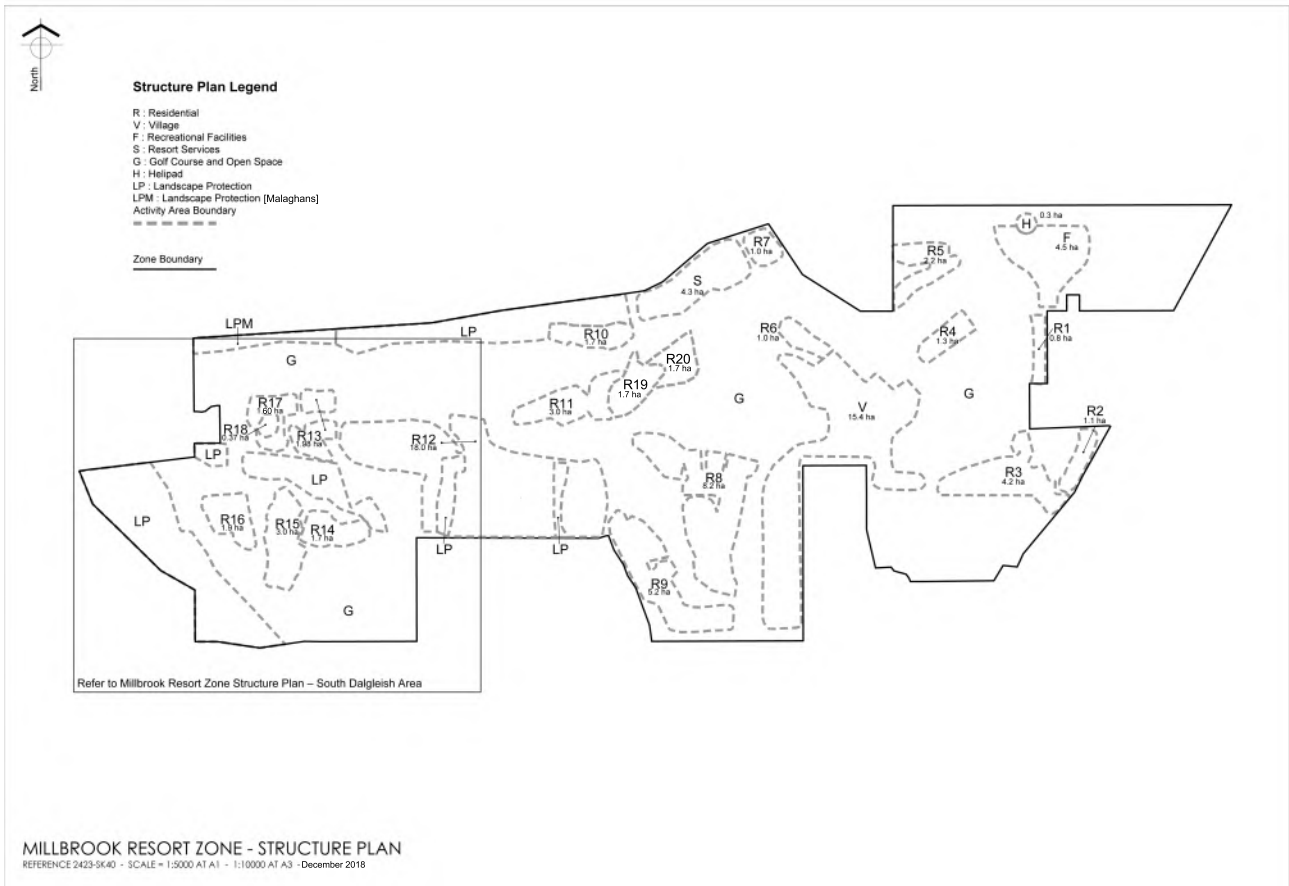 North
Structure Plan Legend
R : Residential
V : Village
F : Recreational Facilities
S : Resort Services
G : Golf Course and Open Space
H : Helipad
LP : Landscape Protection
LPM : Landscape Protection [Malaghans]
Activity Area Boundary
Zone Boundary
H
0.3 ha
F
4.5 ha
R7
1.0 ha
R5
2.2 ha
S
4.3 ha
LPM
LP
R10
1.7 ha
R6
1.0 ha
R4
1.3 ha
R1
0.8 ha
G
R20
1.7 ha
R19
1.7 ha
G
G
R17
1.60 ha
R11
3.0 ha
V
15.4 ha
R2
1.1 ha
R18
0.37 ha
R13
1.98 ha
R12
18.0 ha
LP
LP
R8
8.2 ha
R3
4.2 ha
LP
R16
1.9 ha
R15
3.0 ha
R14
1.7 ha
LP
LP
R9
5.2 ha
G
Refer to Millbrook Resort Zone Structure Plan – South Dalgleish Area
MILLBROOK RESORT ZONE - STRUCTURE PLAN
REFERENCE 2423-SK40 - SCALE = 1:5000 AT A1 - 1:10000 AT A3 - December 2018